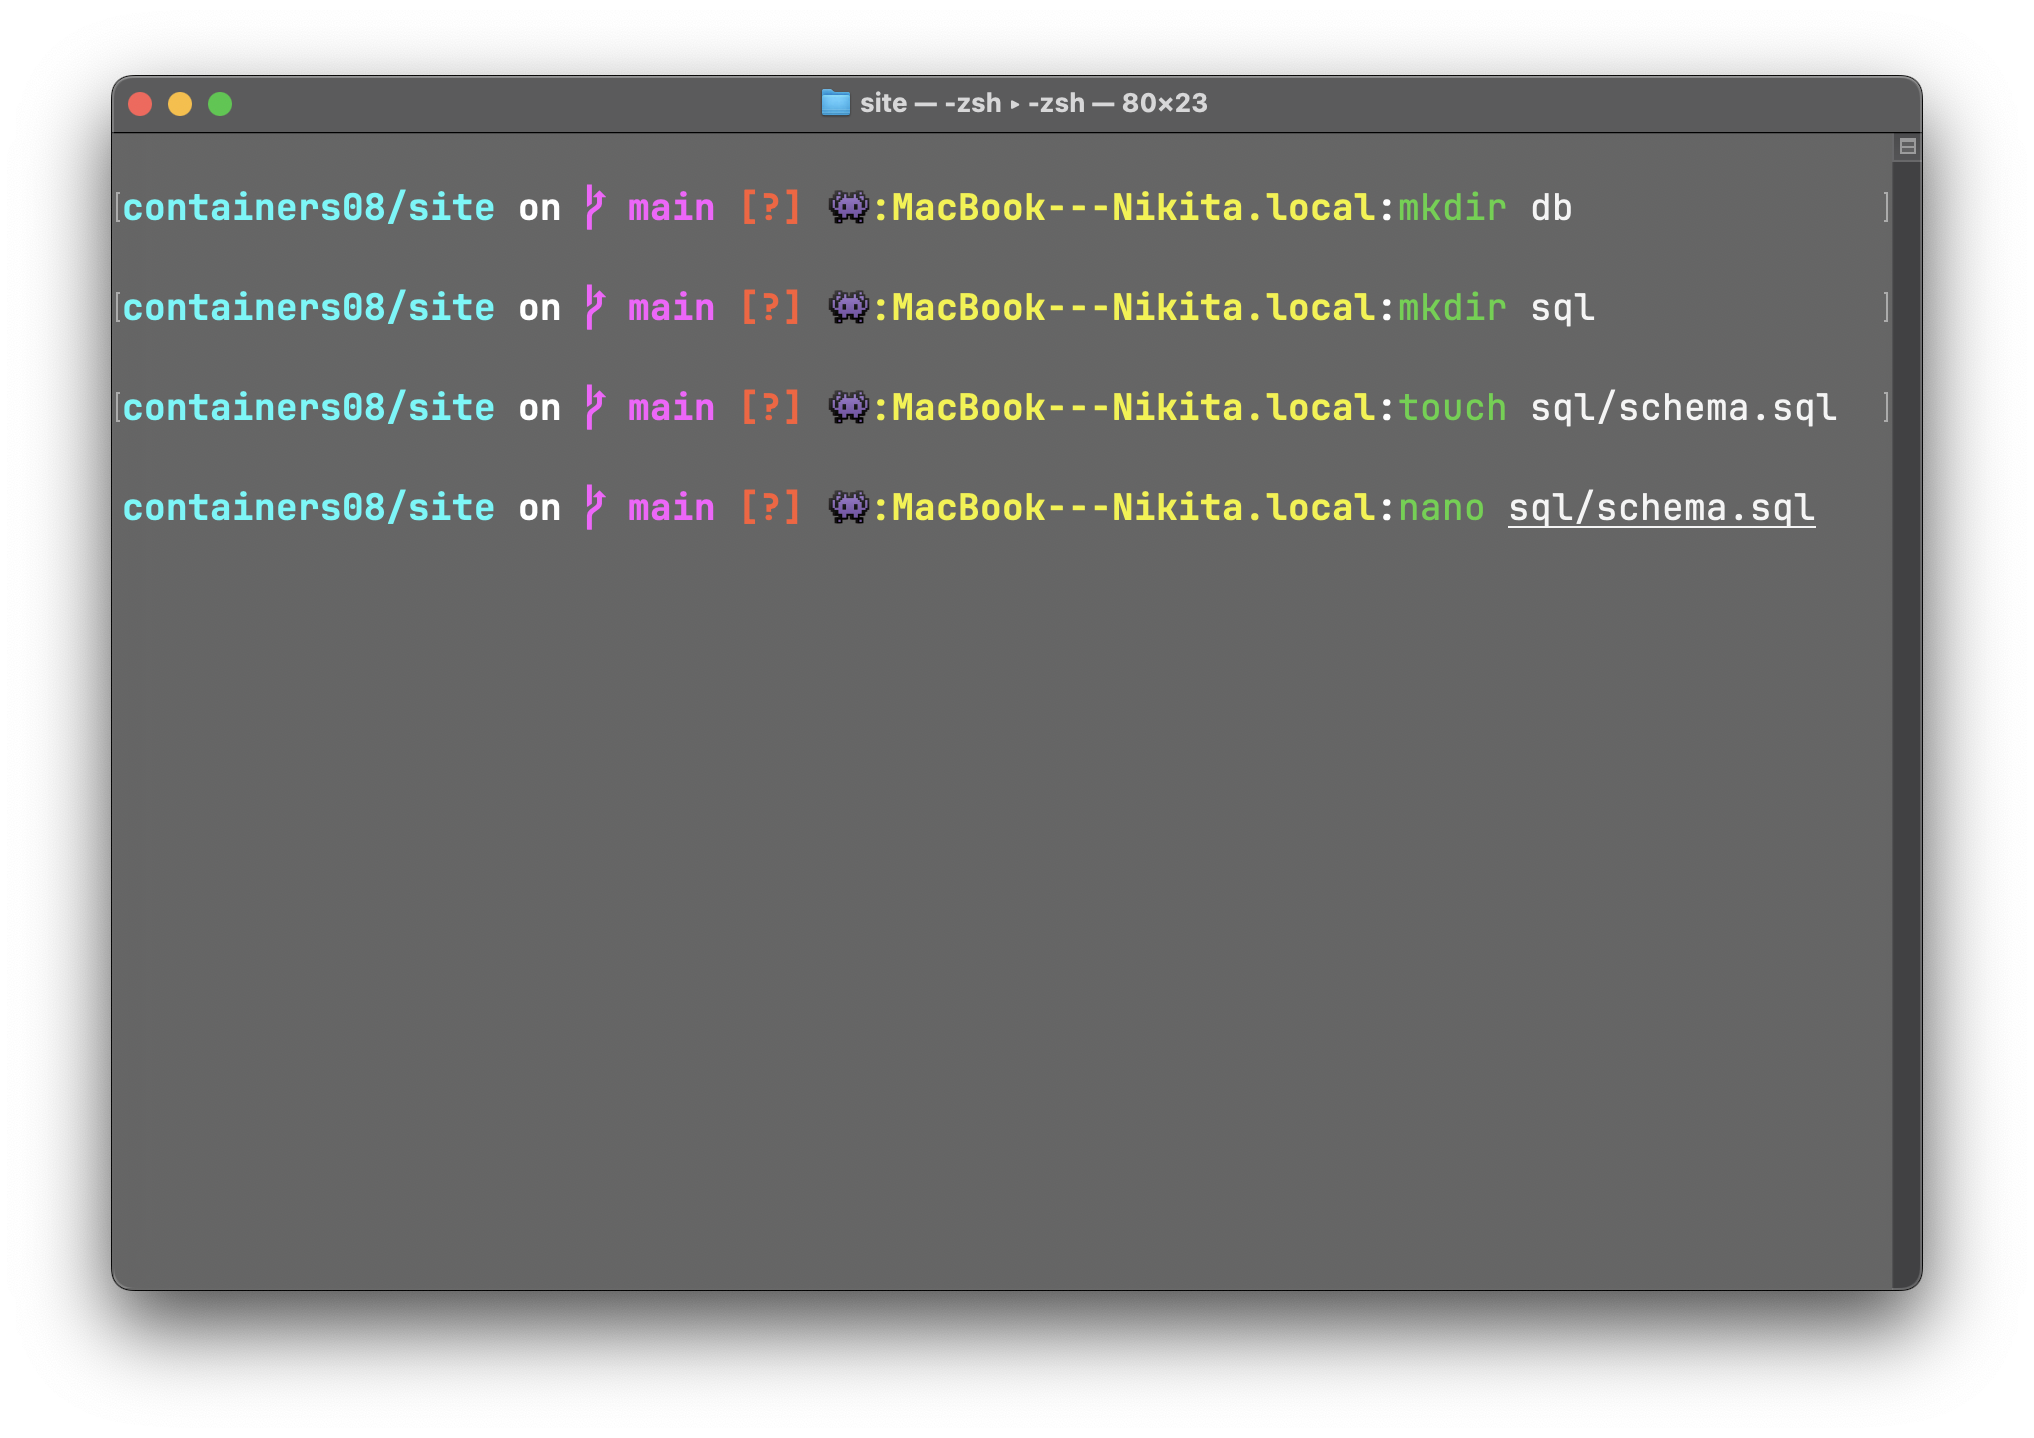 site — -zsh ▸ -zsh — 80×23
containers08/site on main [?] 👾:MacBook---Nikita.local:mkdir db
containers08/site on main [?] 👾:MacBook---Nikita.local:mkdir sql
containers08/site on main [?] 👾:MacBook---Nikita.local:touch sql/schema.sql
containers08/site on main [?] 👾:MacBook---Nikita.local:nano sql/schema.sql